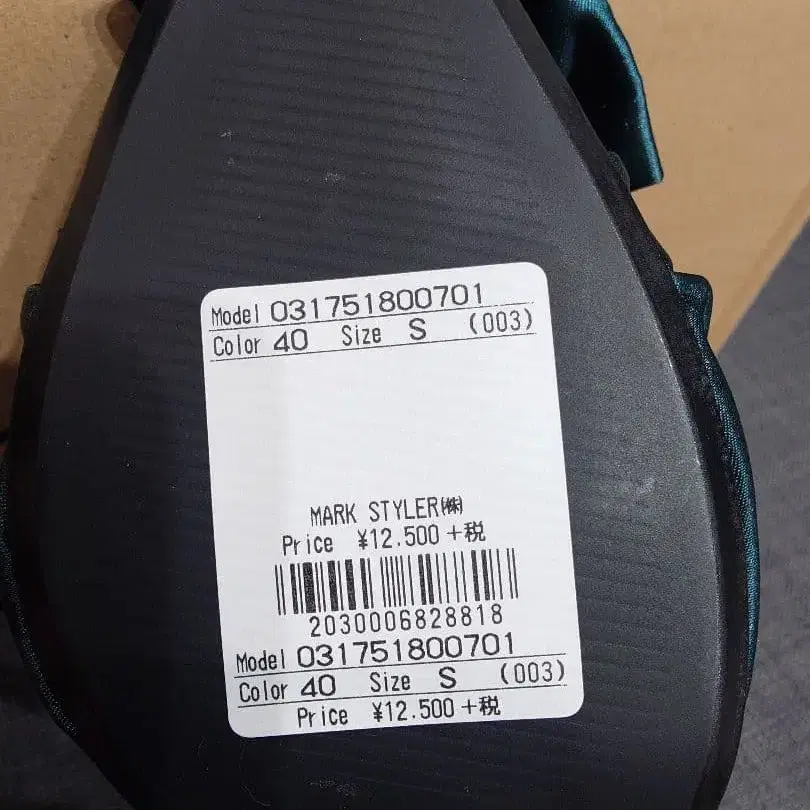 Model 031751800701
Color 40 Size S (003)
MARK STYLER㈱
Price ¥12.500+税
2030006828818
Model 031751800701
Color 40 Size S (003)
Price ¥12.500+税